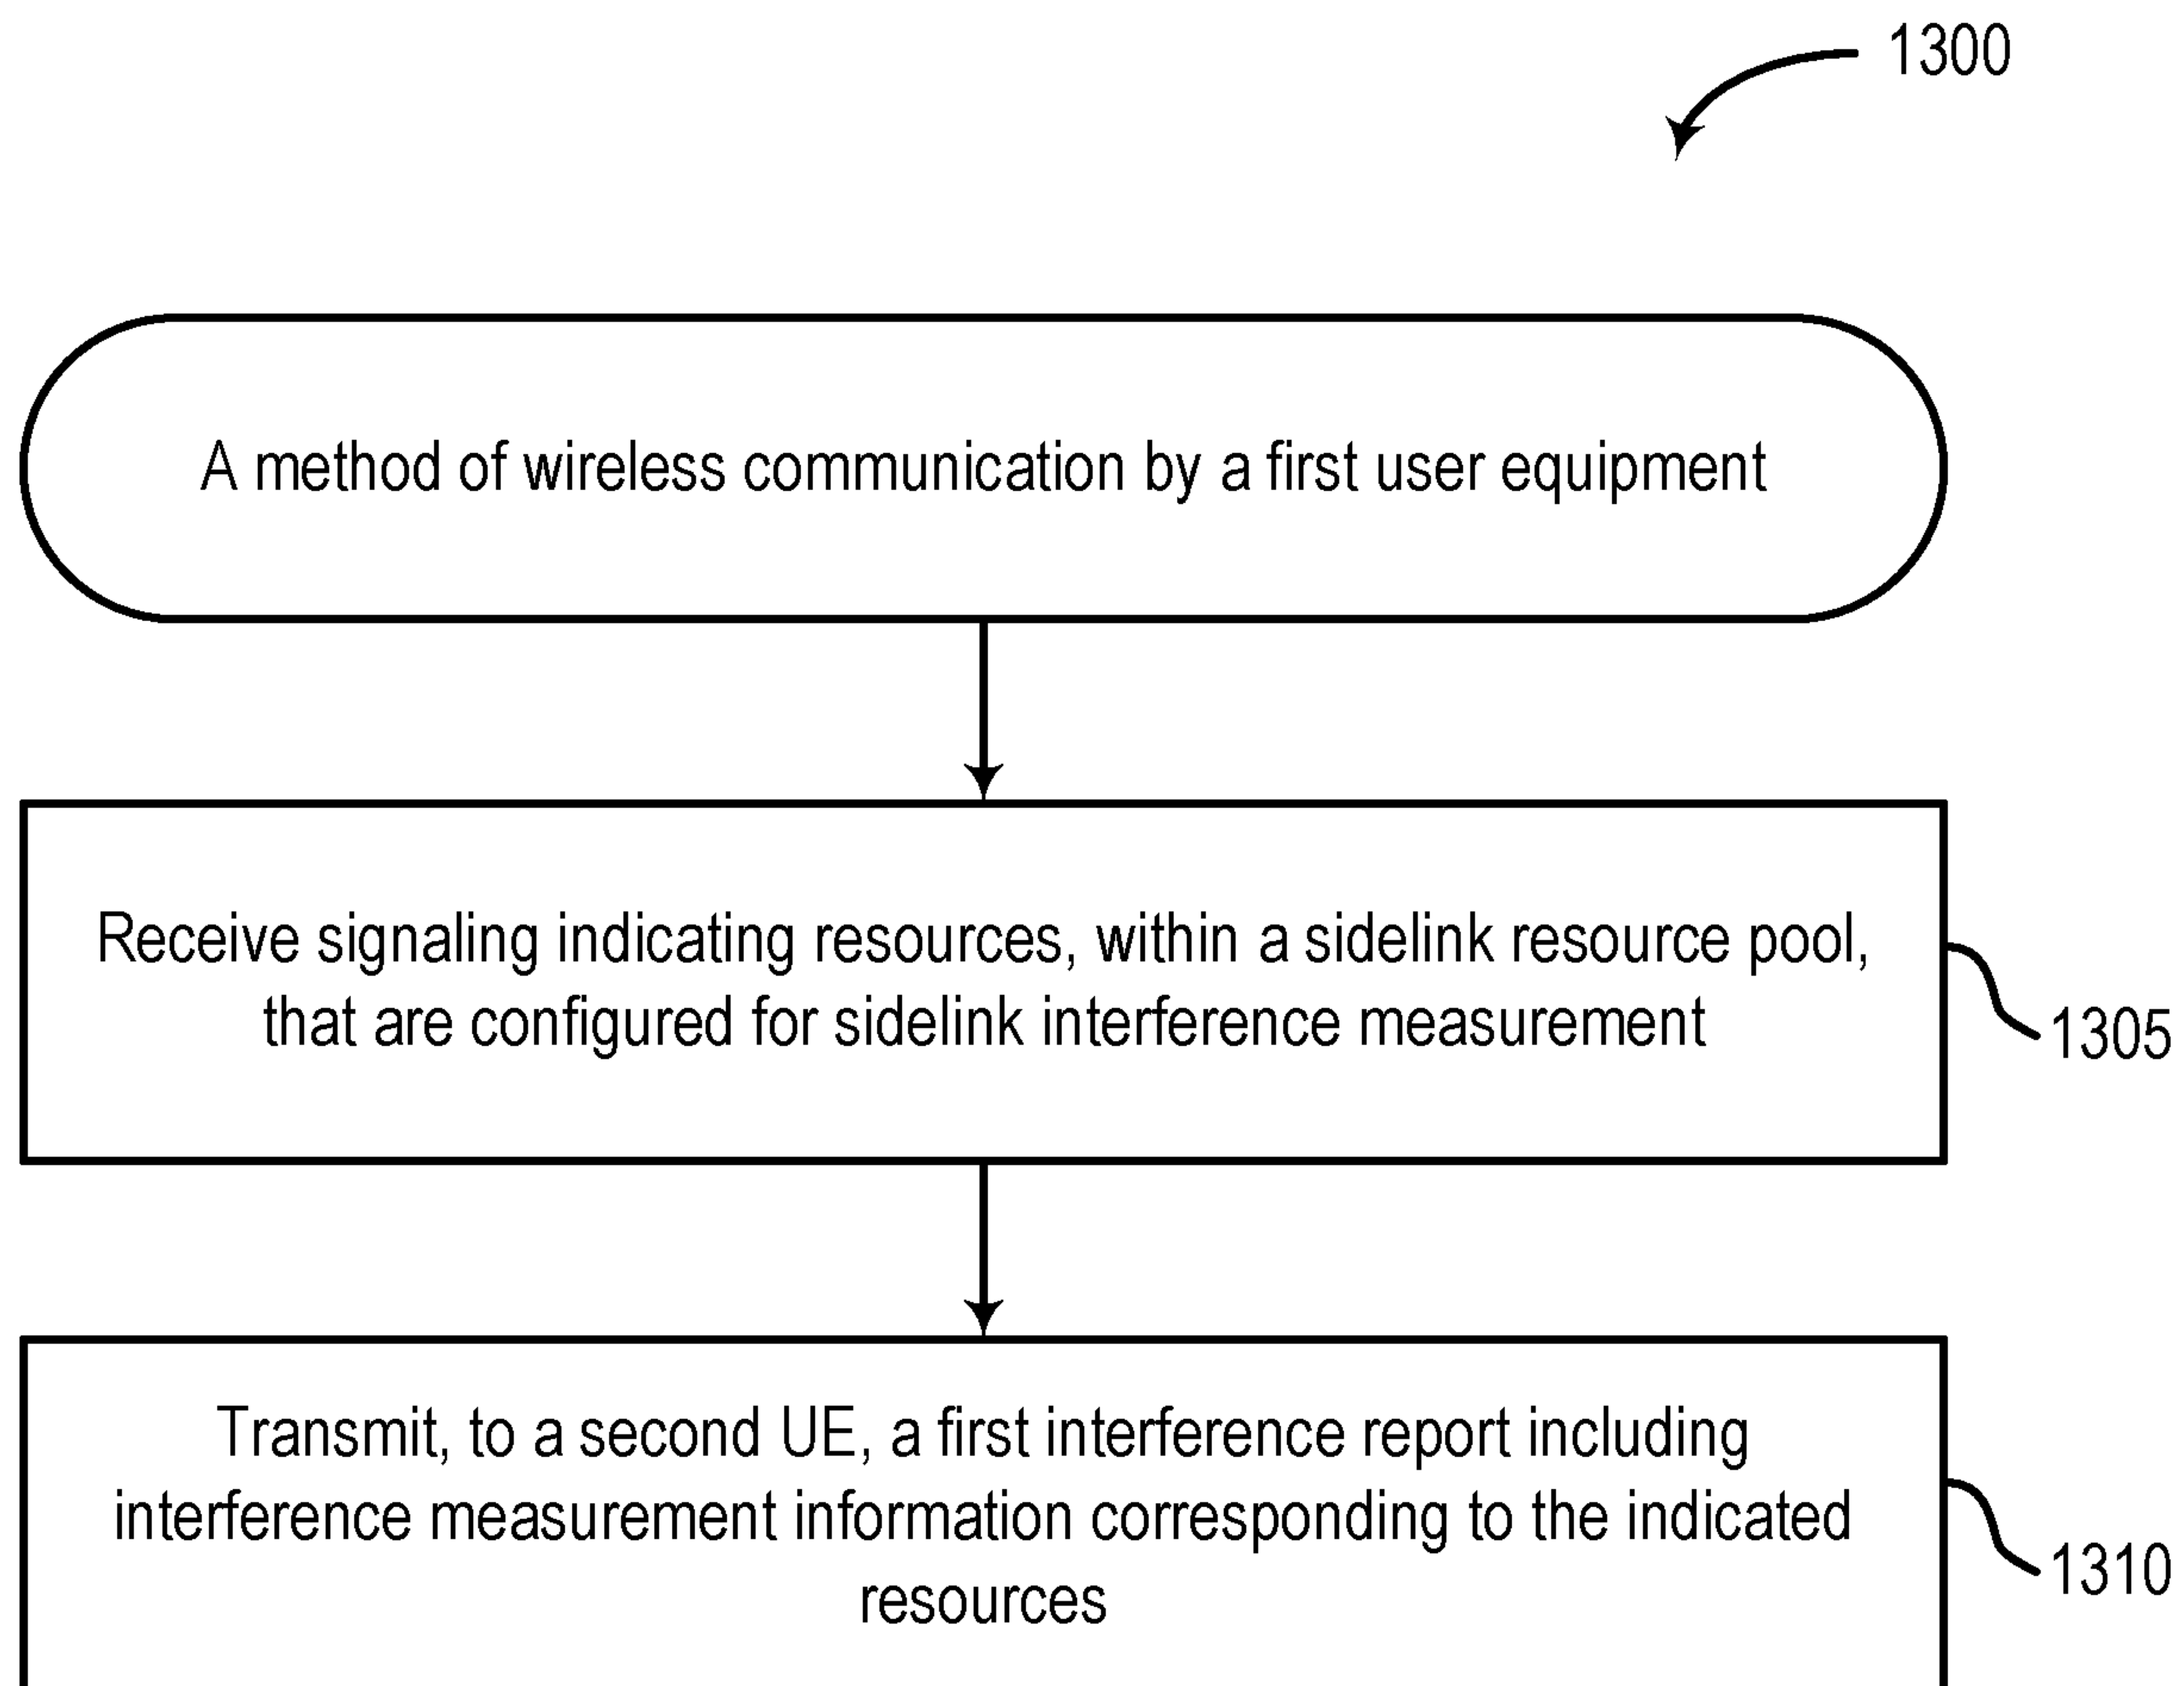 1300
A method of wireless communication by a first user equipment
Receive signaling indicating resources, within a sidelink resource pool,
that are configured for sidelink interference measurement
1305
Transmit, to a second UE, a first interference report including
interference measurement information corresponding to the indicated
resources
1310